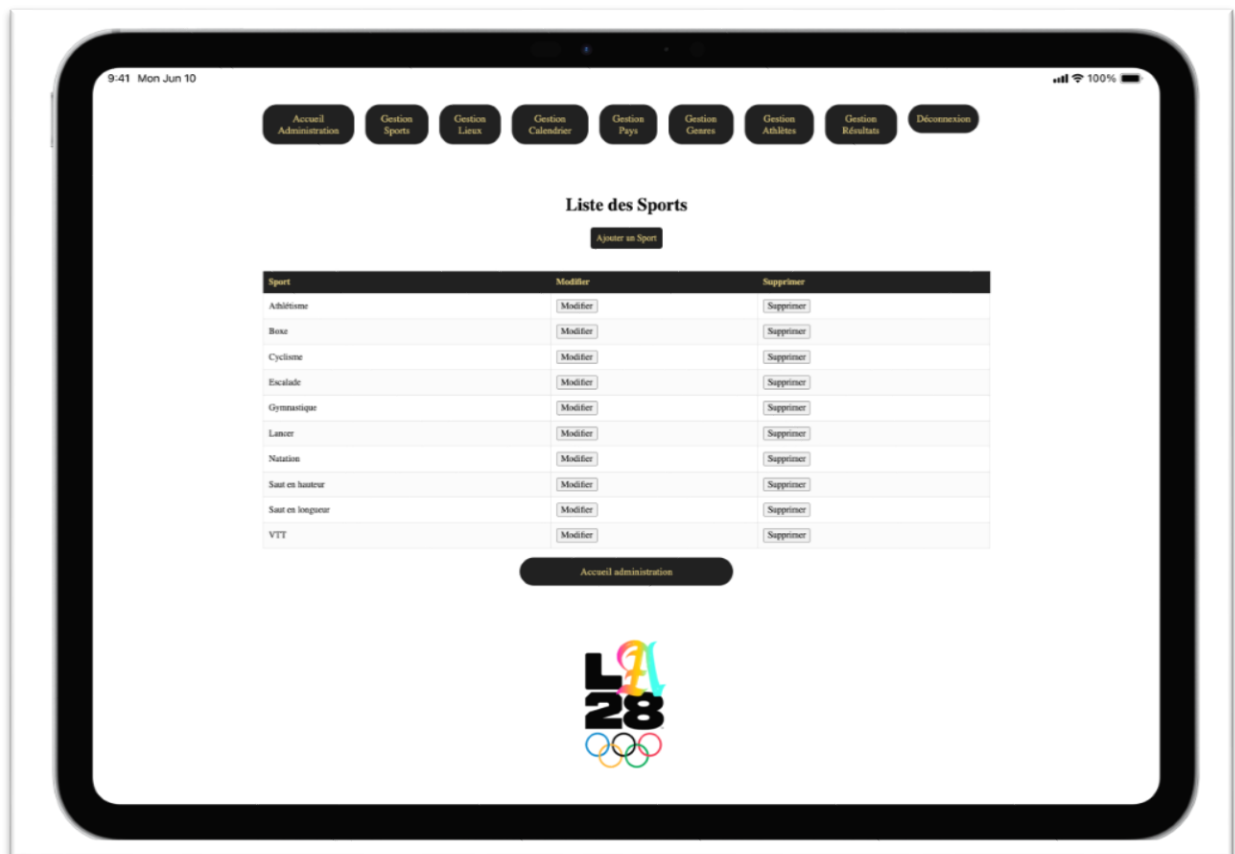 9:41 Mon Jun 10
100%
Accueil
Administration
Gestion
Sports
Gestion
Lieux
Gestion
Calendrier
Gestion
Pays
Gestion
Genres
Gestion
Athlètes
Gestion
Résultats
Déconnexion
Liste des Sports
Ajouter un Sport
Sport Modifier Supprimer
Athlétisme Modifier Supprimer
Boxe Modifier Supprimer
Cyclisme Modifier Supprimer
Escalade Modifier Supprimer
Gymnastique Modifier Supprimer
Lancer Modifier Supprimer
Natation Modifier Supprimer
Saut en hauteur Modifier Supprimer
Saut en longueur Modifier Supprimer
VTT Modifier Supprimer
Accueil administration
LA
28